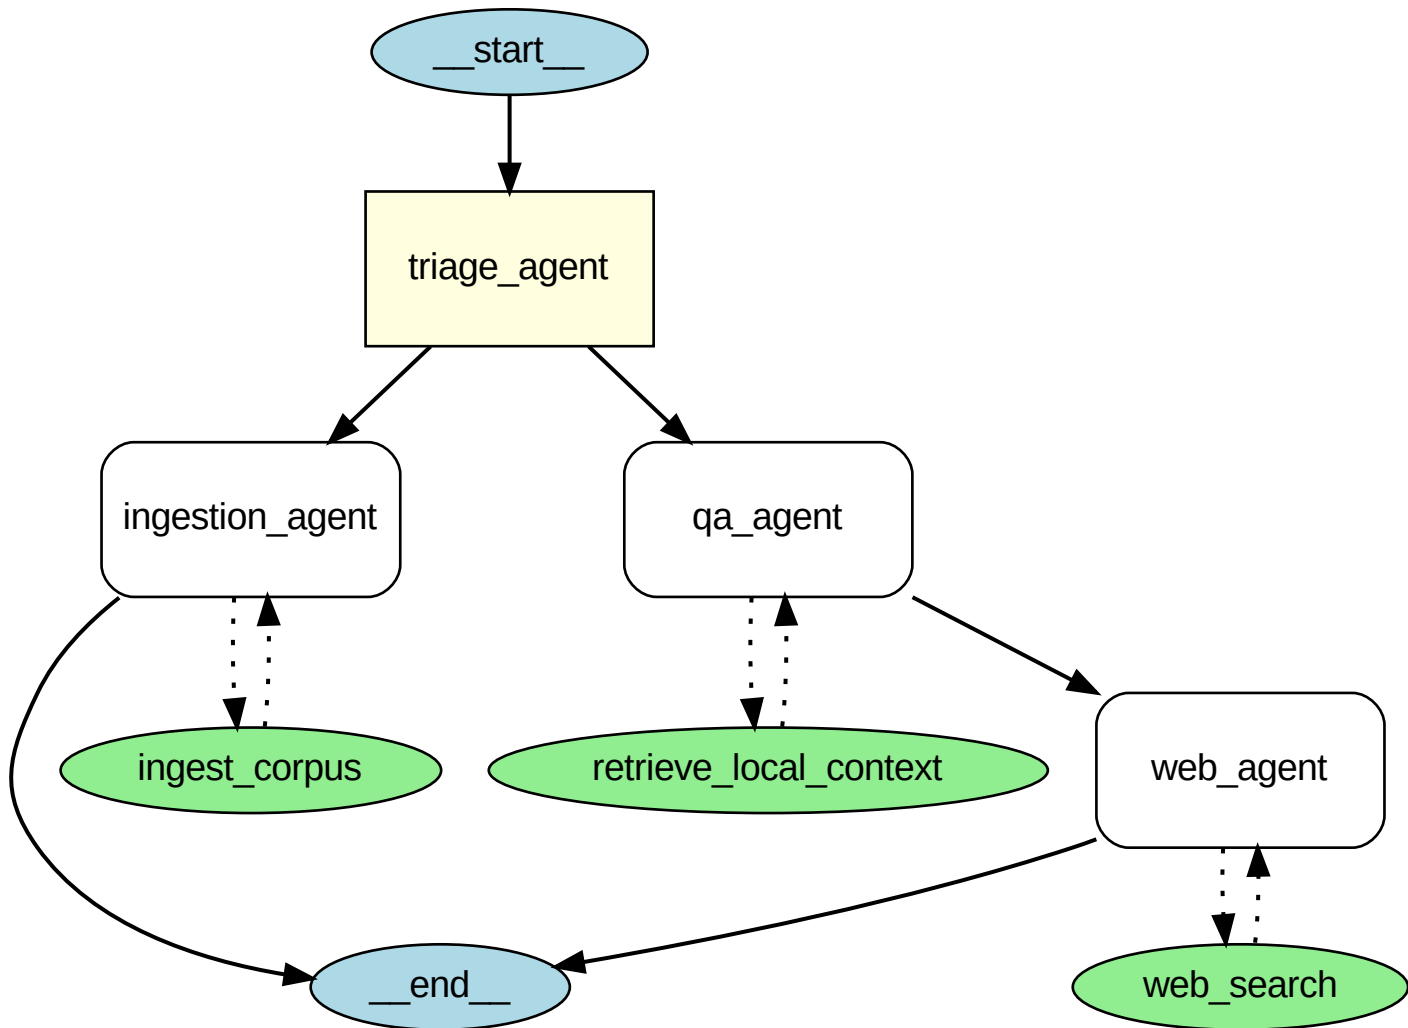 __start__
triage_agent
ingestion_agent
qa_agent
ingest_corpus
retrieve_local_context
web_agent
__end__
web_search